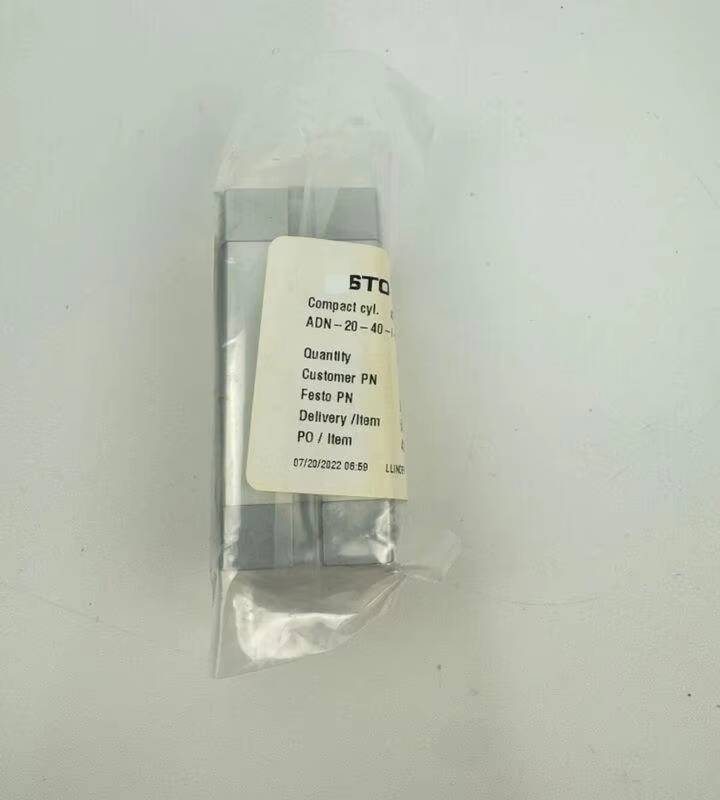 STO
Compact cyl.
ADN-20-40-
Quantity
Customer PN
Festo PN
Delivery /Item
PO / Item
07/20/2022 06:59